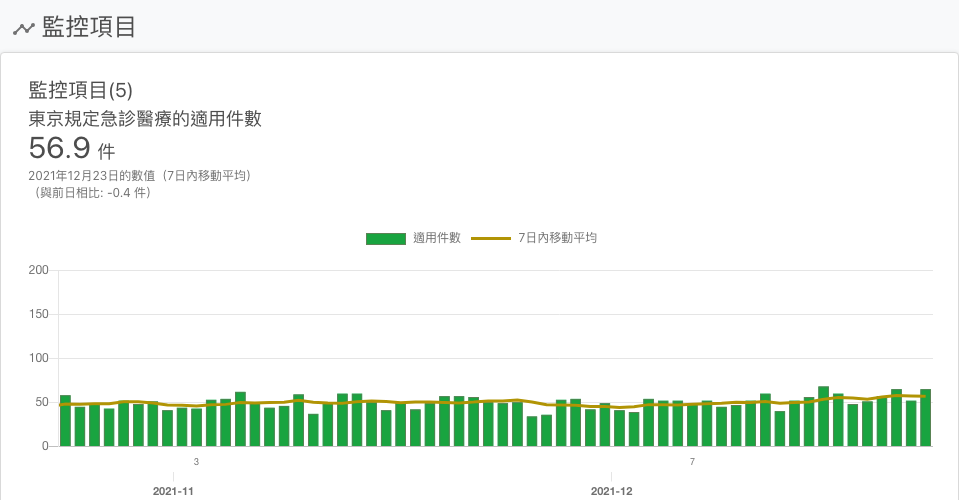 監控項目
監控項目(5)
東京規定急診醫療的適用件數
56.9 件
2021年12月23日的數值（7日內移動平均）
（與前日相比: -0.4 件）
適用件數 7日內移動平均
200
150
100
50
0
3 7
2021-11 2021-12